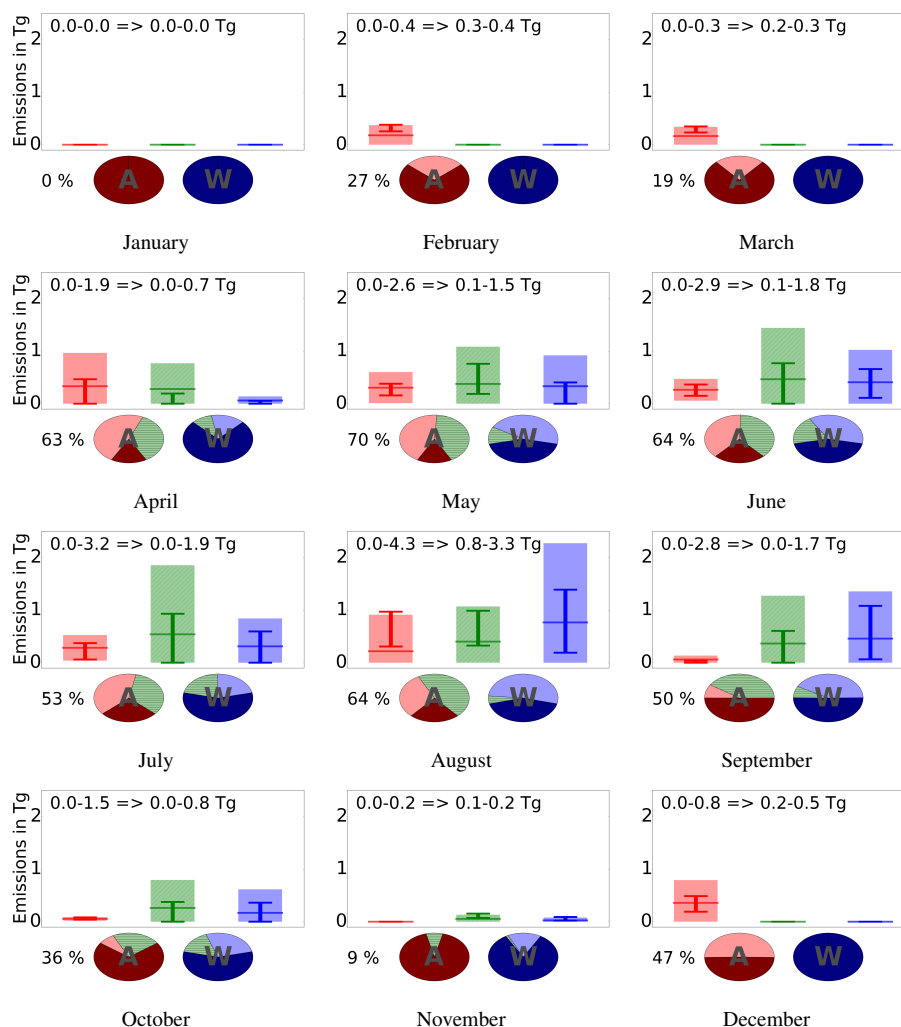 0.0-0.0 => 0.0-0.0 Tg
0.0-0.4 => 0.3-0.4 Tg
0.0-0.3 => 0.2-0.3 Tg
Emissions in Tg
2
1
0
2
1
0
2
1
0
0 %
A
W
27 %
A
W
19 %
A
W
January
February
March
0.0-1.9 => 0.0-0.7 Tg
0.0-2.6 => 0.1-1.5 Tg
0.0-2.9 => 0.1-1.8 Tg
Emissions in Tg
2
1
0
2
1
0
2
1
0
63 %
A
W
70 %
A
W
64 %
A
W
April
May
June
0.0-3.2 => 0.0-1.9 Tg
0.0-4.3 => 0.8-3.3 Tg
0.0-2.8 => 0.0-1.7 Tg
Emissions in Tg
2
1
0
2
1
0
2
1
0
53 %
A
W
64 %
A
W
50 %
A
W
July
August
September
0.0-1.5 => 0.0-0.8 Tg
0.0-0.2 => 0.1-0.2 Tg
0.0-0.8 => 0.2-0.5 Tg
Emissions in Tg
2
1
0
2
1
0
2
1
0
36 %
A
W
9 %
A
W
47 %
A
W
October
November
December